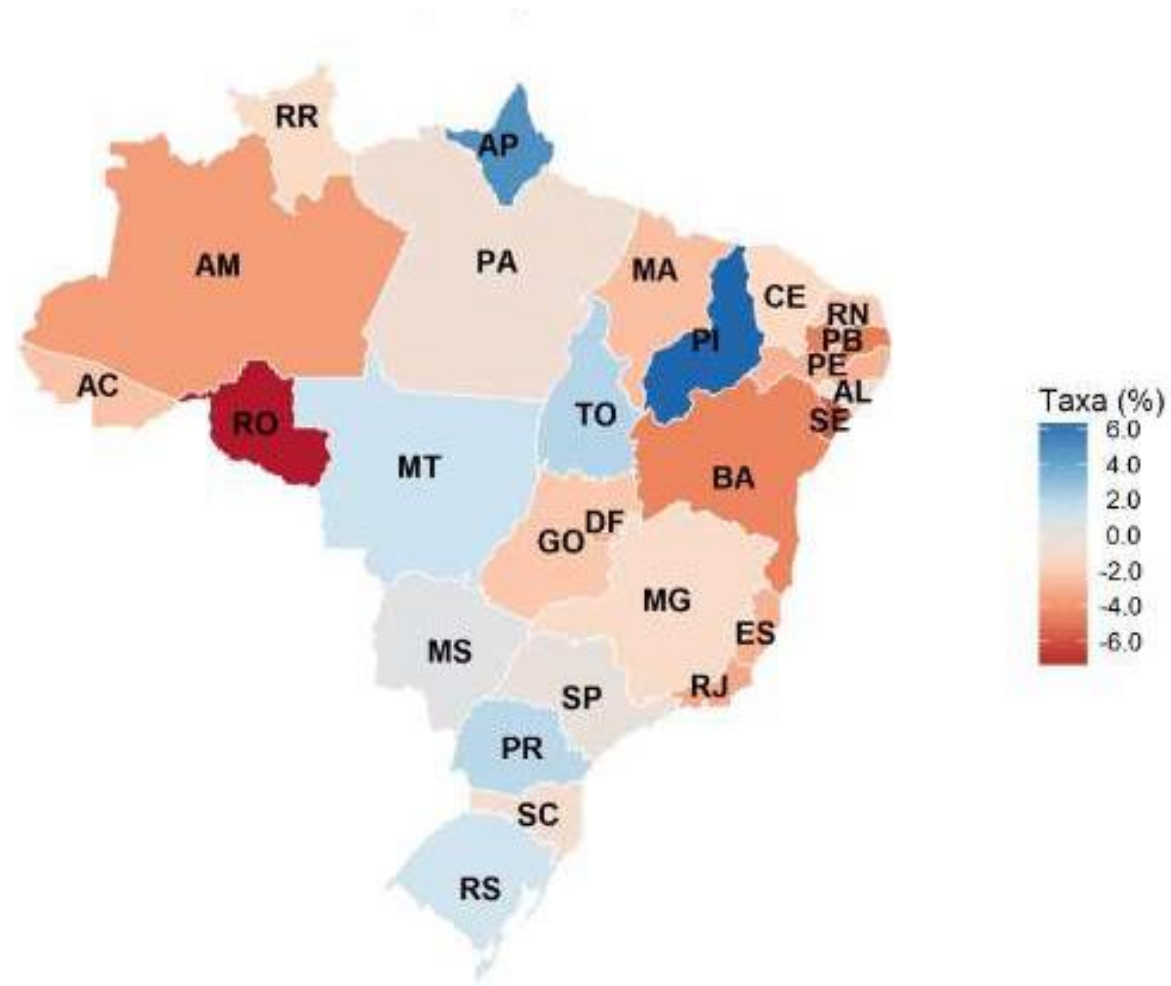 RR
AP
AM
PA
MA
CE
RN
PI
PB
PE
AC
AL
TO
SE
RO
MT
BA
DF
GO
MG
ES
MS
RJ
SP
PR
SC
RS
Taxa (%)
6.0
4.0
2.0
0.0
-2.0
-4.0
-6.0